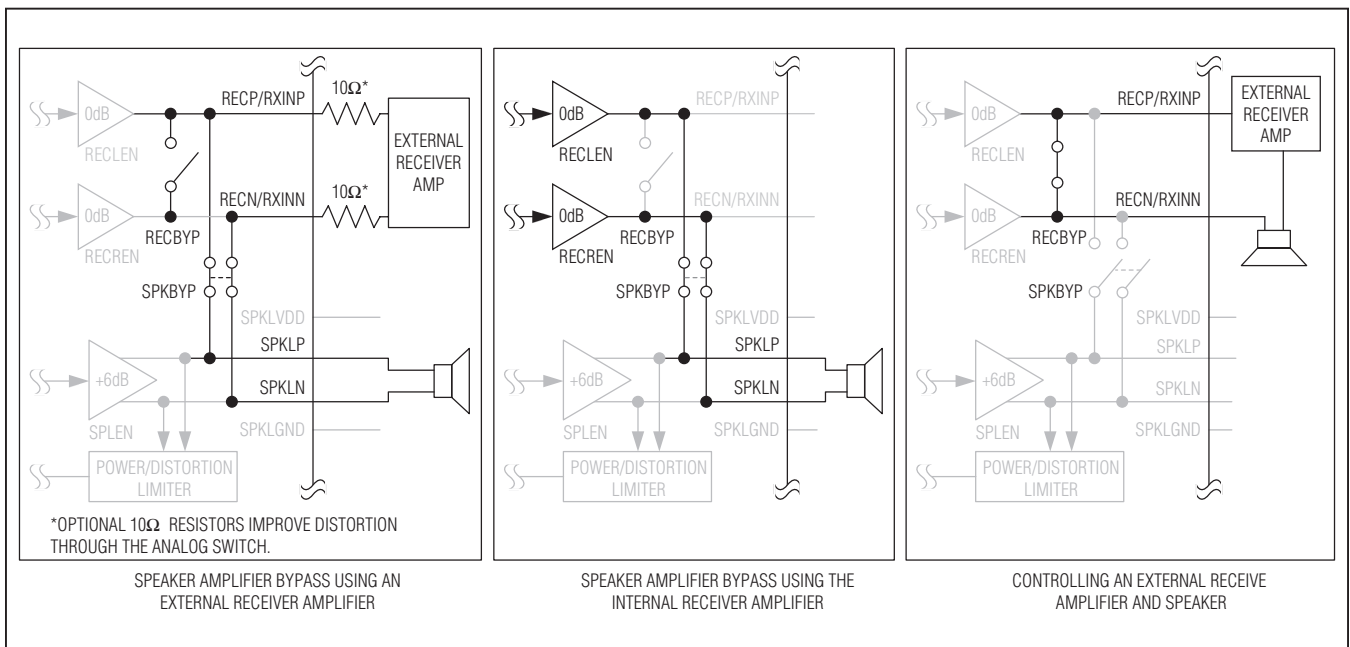 0dB
RECLEN
0dB
RECREN
RECBYP
SPKBYP
RECP/RXINP
10Ω*
RECN/RXINN
10Ω*
EXTERNAL
RECEIVER
AMP
SPKLVDD
SPKLP
+6dB
SPKLN
SPLEN
SPKLGND
POWER/DISTORTION
LIMITER
*OPTIONAL 10Ω RESISTORS IMPROVE DISTORTION
THROUGH THE ANALOG SWITCH.
SPEAKER AMPLIFIER BYPASS USING AN
EXTERNAL RECEIVER AMPLIFIER
0dB
RECLEN
0dB
RECREN
RECBYP
SPKBYP
RECP/RXINP
RECN/RXINN
SPKLVDD
SPKLP
+6dB
SPKLN
SPLEN
SPKLGND
POWER/DISTORTION
LIMITER
SPEAKER AMPLIFIER BYPASS USING THE
INTERNAL RECEIVER AMPLIFIER
0dB
RECLEN
0dB
RECREN
RECBYP
SPKBYP
RECP/RXINP
RECN/RXINN
EXTERNAL
RECEIVER
AMP
SPKLVDD
SPKLP
+6dB
SPKLN
SPLEN
SPKLGND
POWER/DISTORTION
LIMITER
CONTROLLING AN EXTERNAL RECEIVE
AMPLIFIER AND SPEAKER